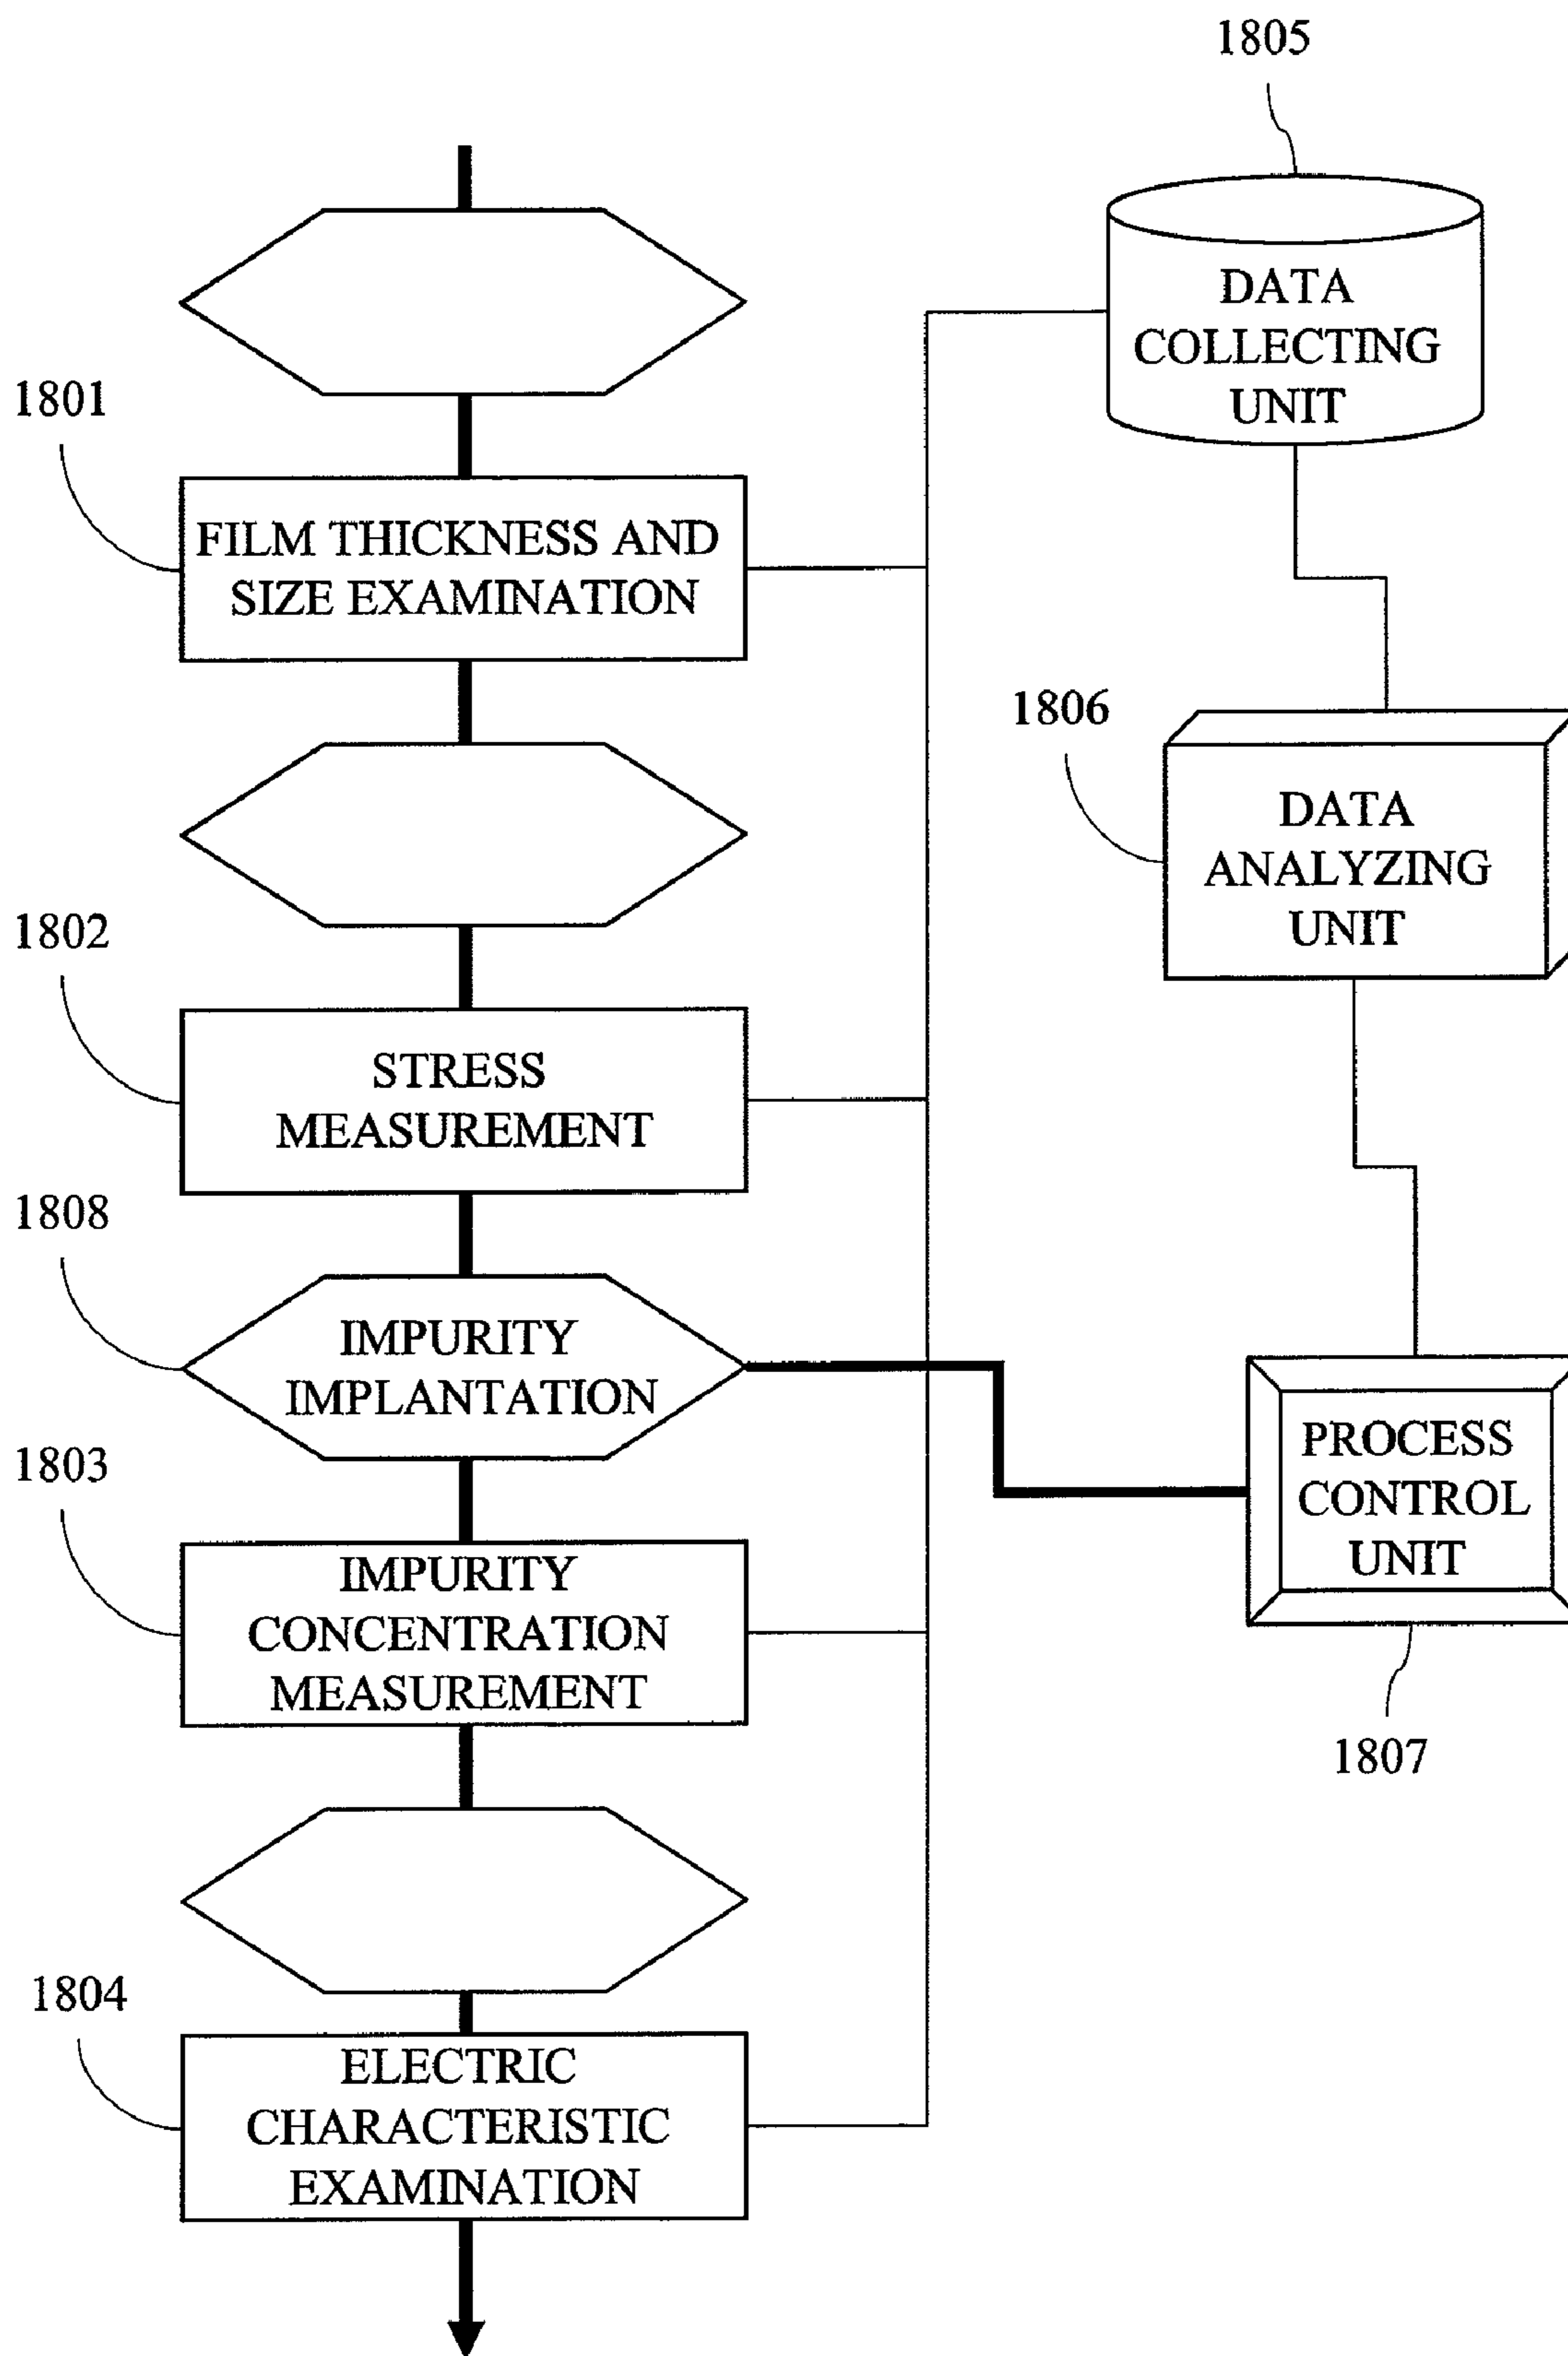 1805
DATA
COLLECTING
UNIT
1801
FILM THICKNESS AND
SIZE EXAMINATION
1806
DATA
ANALYZING
UNIT
1802
STRESS
MEASUREMENT
1808
IMPURITY
IMPLANTATION
PROCESS
CONTROL
UNIT
1803
IMPURITY
CONCENTRATION
MEASUREMENT
1807
1804
ELECTRIC
CHARACTERISTIC
EXAMINATION